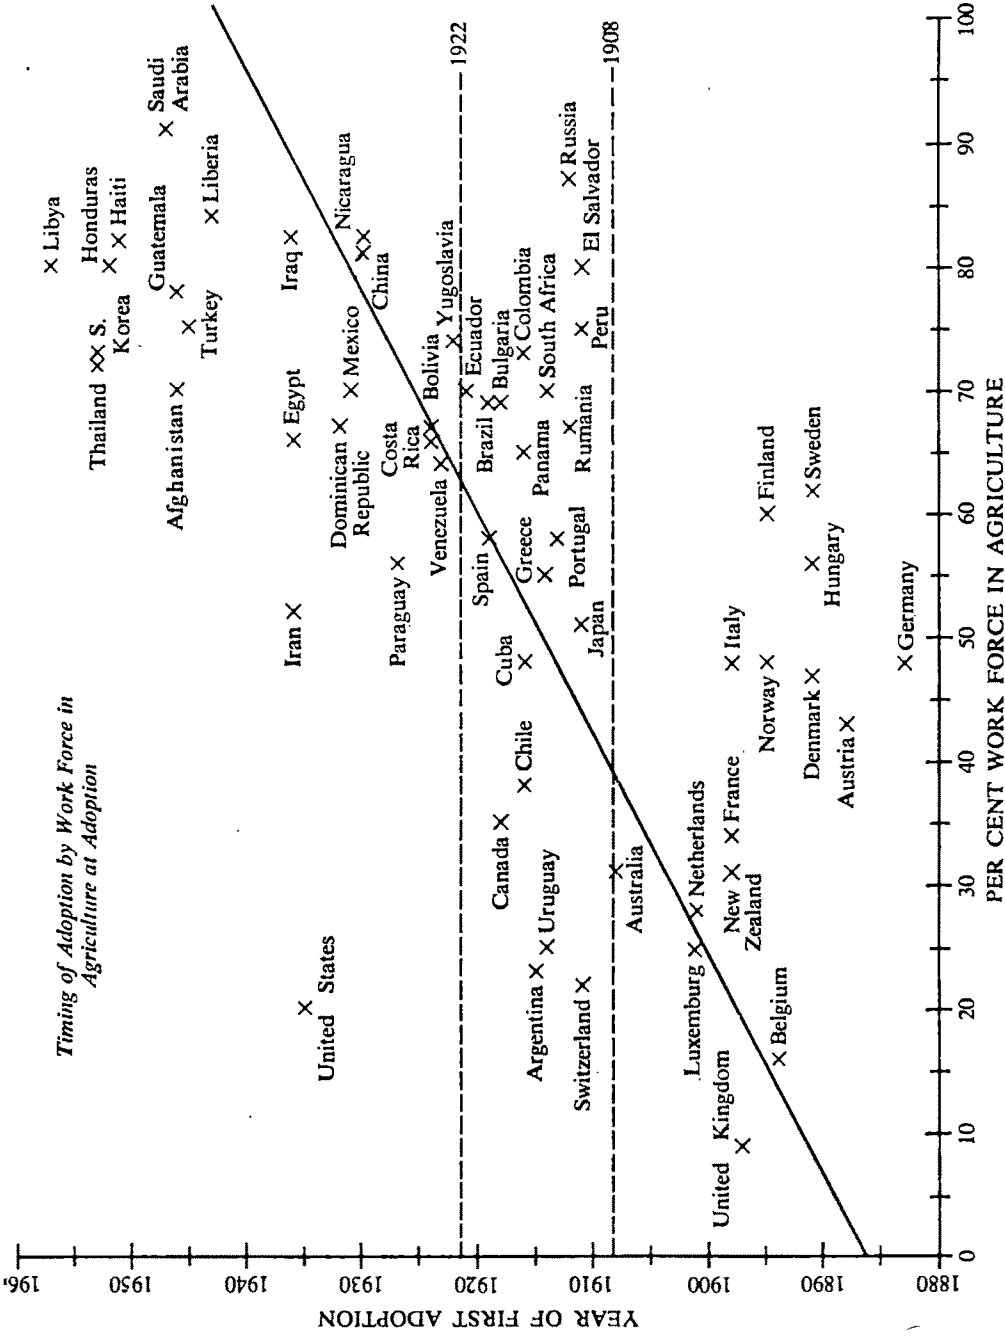 Timing of Adoption by Work Force in
Agriculture at Adoption
YEAR OF FIRST ADOPTION
196
1950
1940
1930
1920
1910
1900
1890
1880
0
10
20
30
40
50
60
70
80
90
100
PER CENT WORK FORCE IN AGRICULTURE
1922
1908
Libya
Honduras
Haiti
Saudi
Arabia
Thailand
S.
Korea
Guatemala
Liberia
Turkey
Afghanistan
Iraq
Nicaragua
China
Egypt
Mexico
Dominican
Republic
Iran
Costa
Rica
Bolivia
Yugoslavia
Paraguay
Venezuela
Ecuador
Brazil
Bulgaria
Colombia
South Africa
Russia
El Salvador
Peru
Panama
Rumania
Spain
Greece
Portugal
Japan
Cuba
Chile
Canada
Uruguay
Argentina
Switzerland
United States
Australia
Netherlands
Luxemburg
New
Zealand
France
Italy
Norway
Finland
Sweden
Hungary
Denmark
Austria
Germany
Belgium
United Kingdom